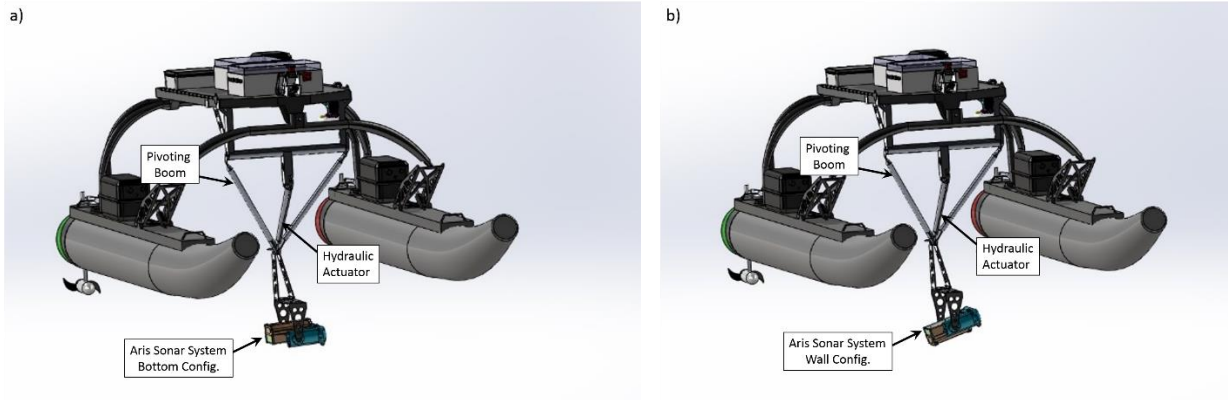 a)
Pivoting
Boom
Hydraulic
Actuator
Aris Sonar System
Bottom Config.
b)
Pivoting
Boom
Hydraulic
Actuator
Aris Sonar System
Wall Config.